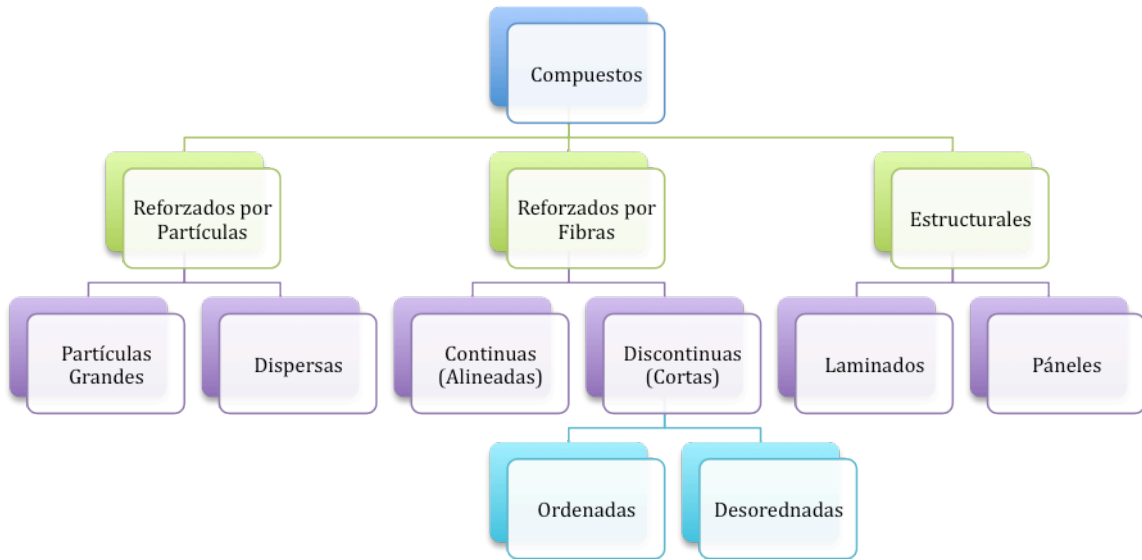 Compuestos
Reforzados por
Partículas
Reforzados por
Fibras
Estructurales
Partículas
Grandes
Dispersas
Continuas
(Alineadas)
Discontinuas
(Cortas)
Laminados
Páneles
Ordenadas
Desorednadas